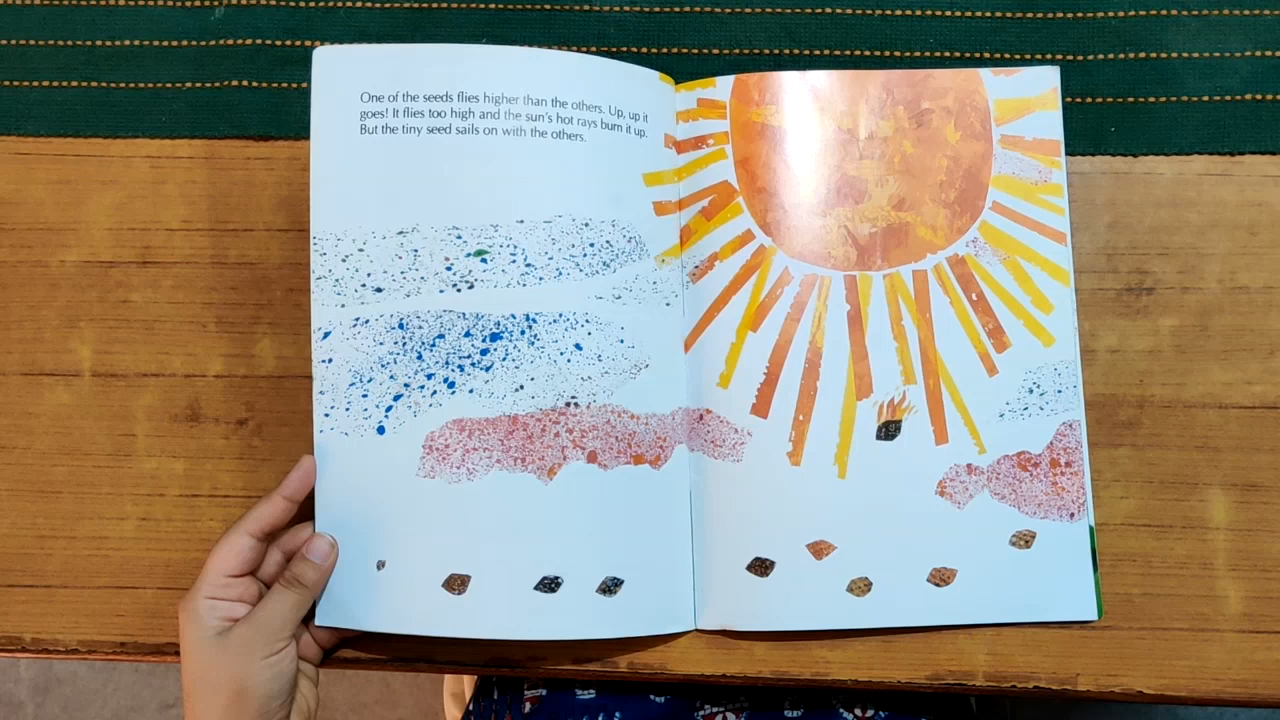 One of the seeds flies higher than the others. Up, up it
goes! It flies too high and the sun's hot rays burn it up.
But the tiny seed sails on with the others.